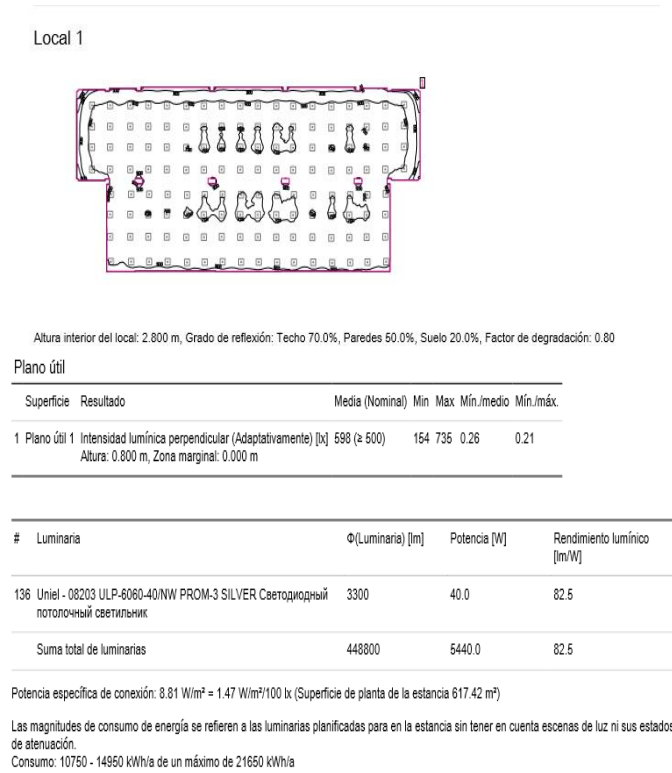 Local 1
Altura interior del local: 2.800 m, Grado de reflexión: Techo 70.0%, Paredes 50.0%, Suelo 20.0%, Factor de degradación: 0.80
Plano útil
Superficie Resultado Media (Nominal) Min Max Mín./medio Mín./máx.
1 Plano útil 1 Intensidad lumínica perpendicular (Adaptativamente) [lx] 598 (≥ 500) 154 735 0.26 0.21
Altura: 0.800 m, Zona marginal: 0.000 m
# Luminaria Φ(Luminaria) [lm] Potencia [W] Rendimiento lumínico
[lm/W]
136 Uniel - 08203 ULP-6060-40/NW PROM-3 SILVER Светодиодный 3300 40.0 82.5
потолочный светильник
Suma total de luminarias 448800 5440.0 82.5
Potencia específica de conexión: 8.81 W/m² = 1.47 W/m²/100 lx (Superficie de planta de la estancia 617.42 m²)
Las magnitudes de consumo de energía se refieren a las luminarias planificadas para en la estancia sin tener en cuenta escenas de luz ni sus estados
de atenuación.
Consumo: 10750 - 14950 kWh/a de un máximo de 21650 kWh/a